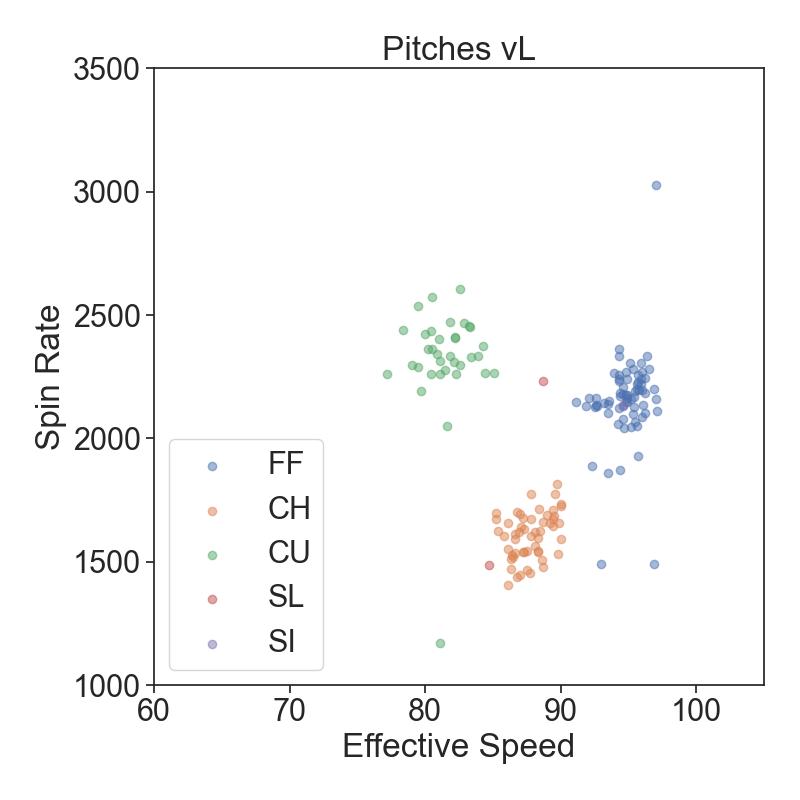 Pitches vL
3500
3000
2500
2000
1500
1000
Spin Rate
FF
CH
CU
SL
SI
60 70 80 90 100
Effective Speed